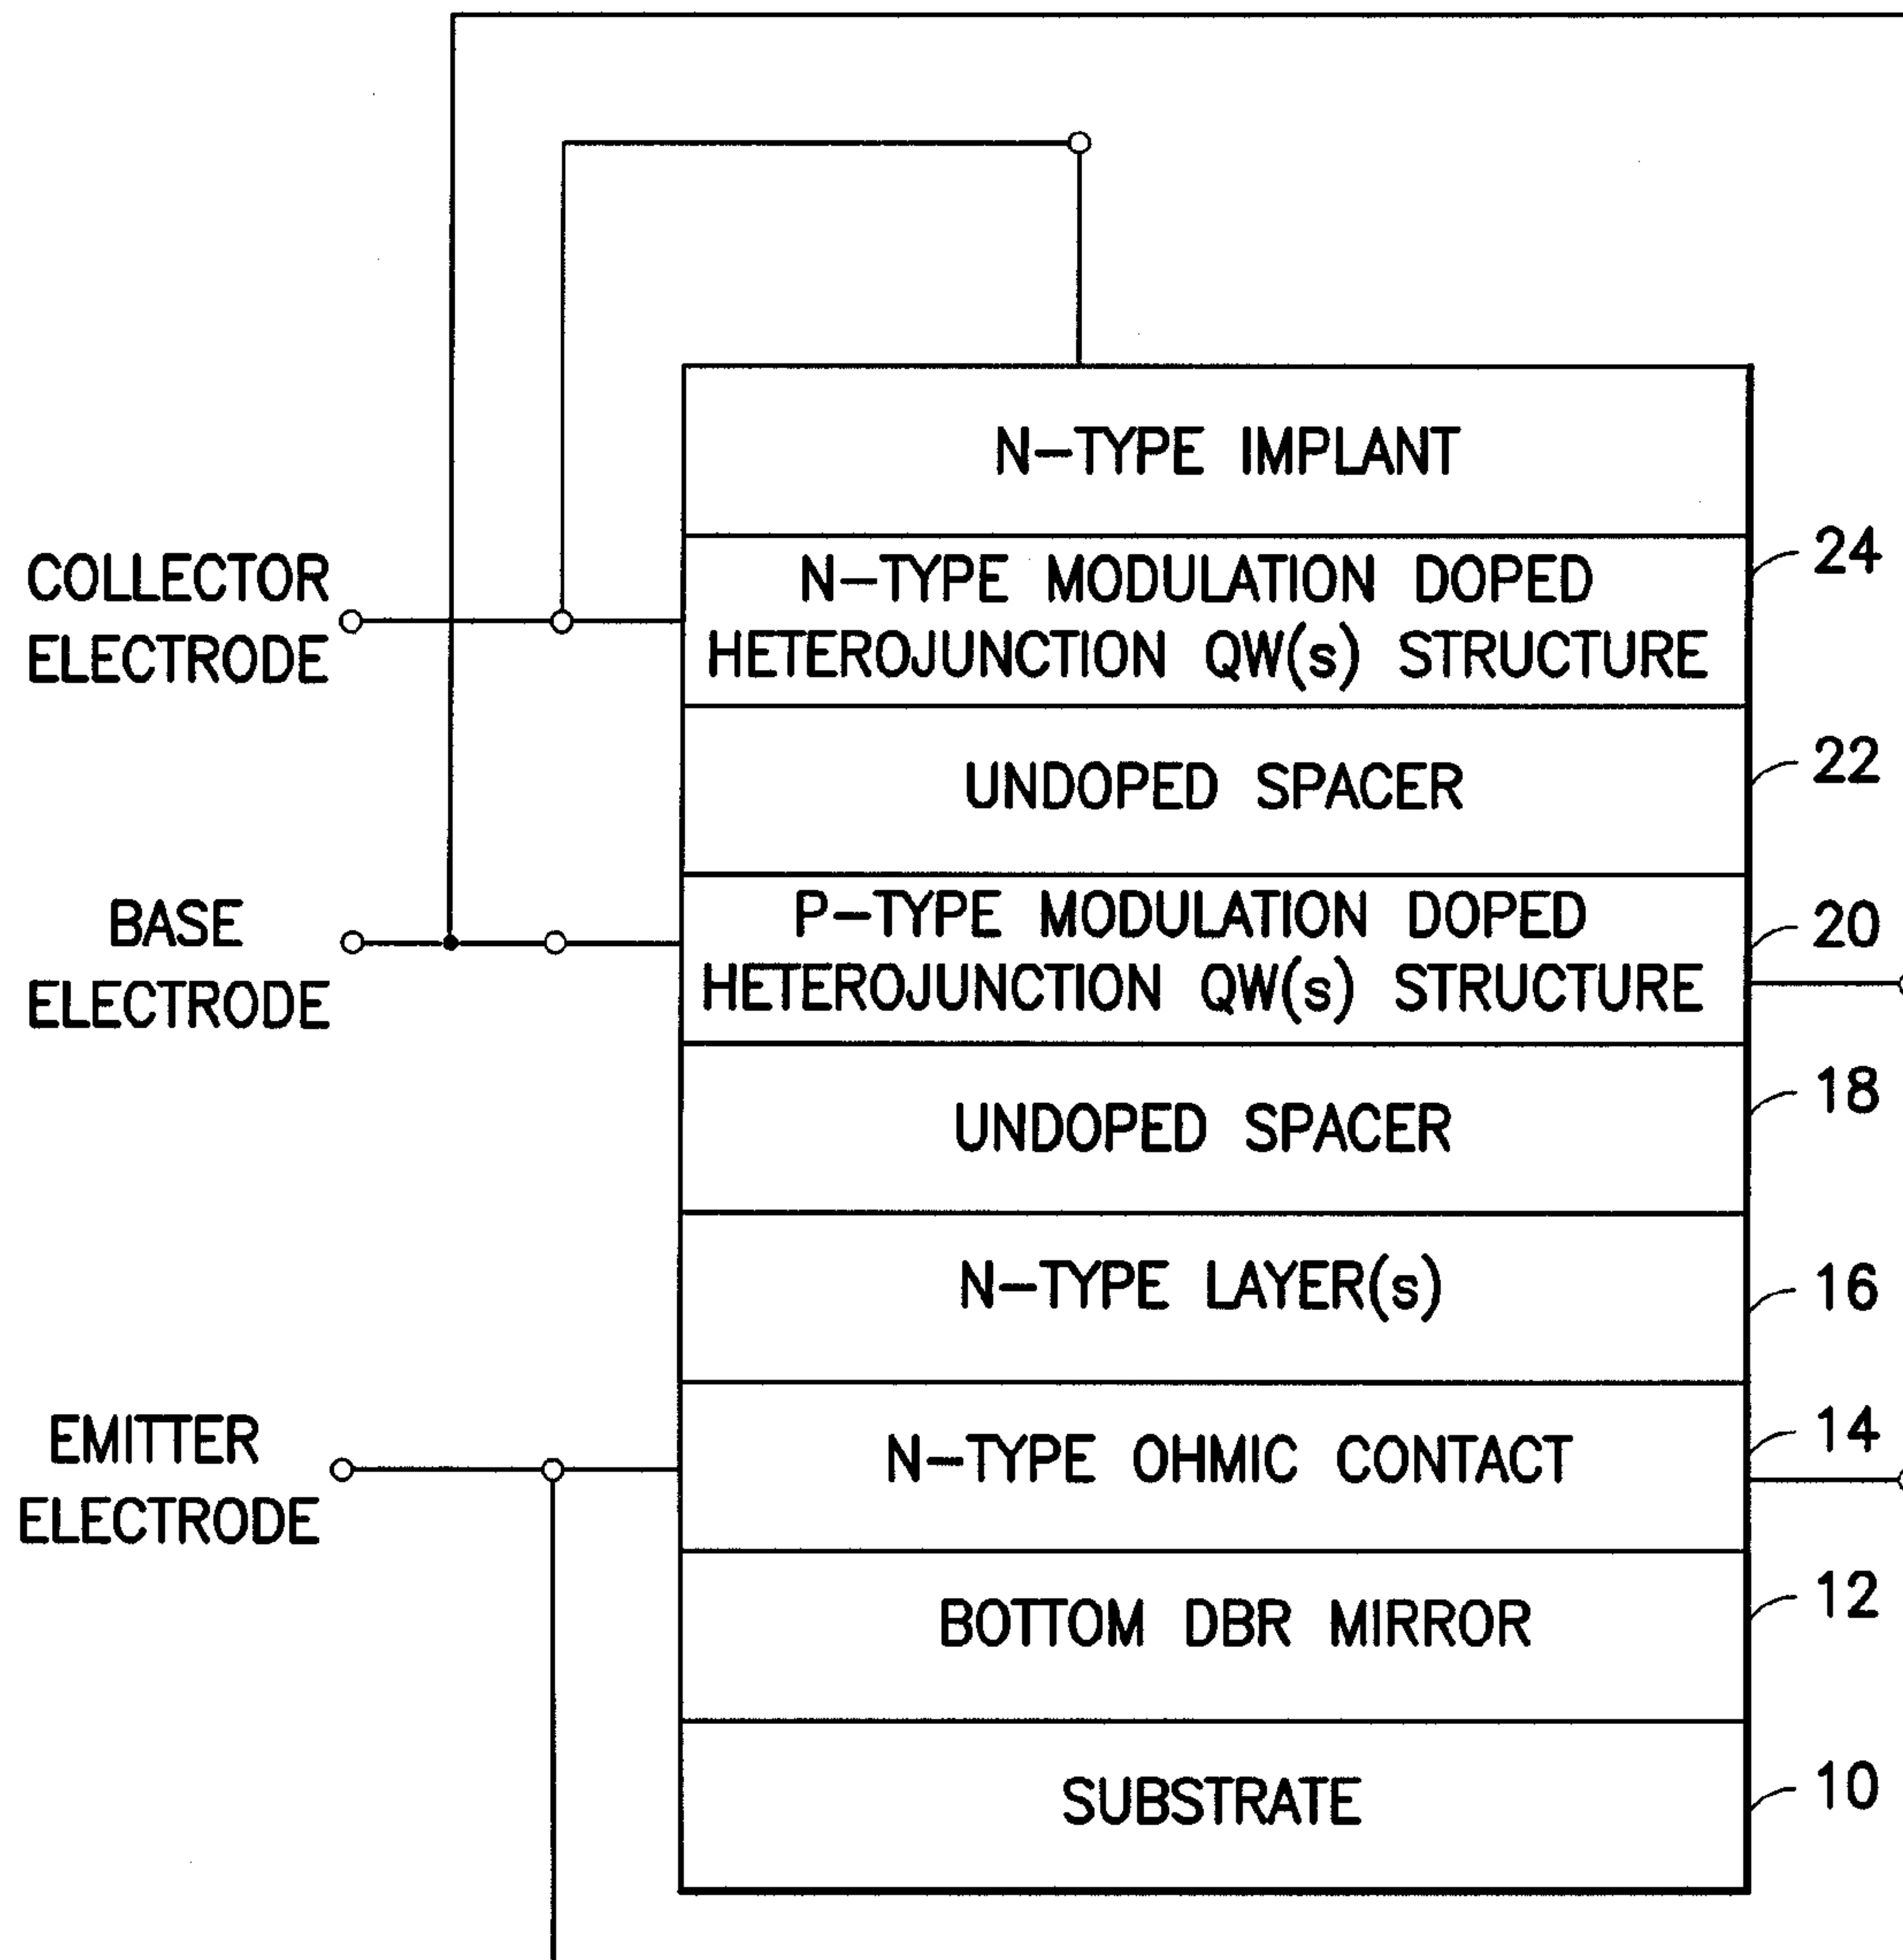 N-TYPE IMPLANT
COLLECTOR
ELECTRODE
N-TYPE MODULATION DOPED
HETEROJUNCTION QW(s) STRUCTURE
24
UNDOPED SPACER
22
BASE
ELECTRODE
P-TYPE MODULATION DOPED
HETEROJUNCTION QW(s) STRUCTURE
20
UNDOPED SPACER
18
N-TYPE LAYER(s)
16
EMITTER
ELECTRODE
N-TYPE OHMIC CONTACT
14
BOTTOM DBR MIRROR
12
SUBSTRATE
10